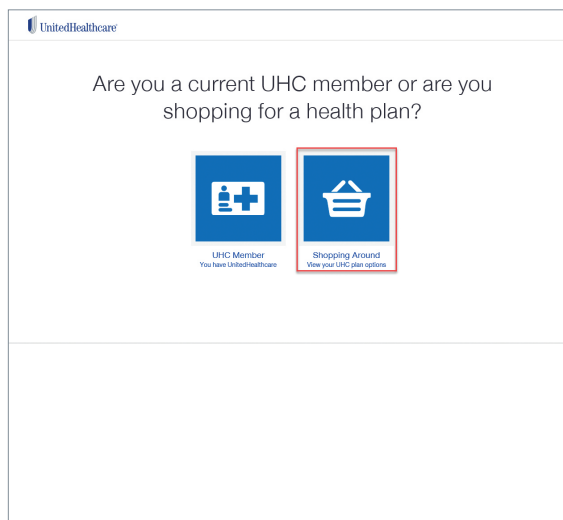 UnitedHealthcare
Are you a current UHC member or are you
shopping for a health plan?
UHC Member
You have UnitedHealthcare
Shopping Around
View your UHC plan options